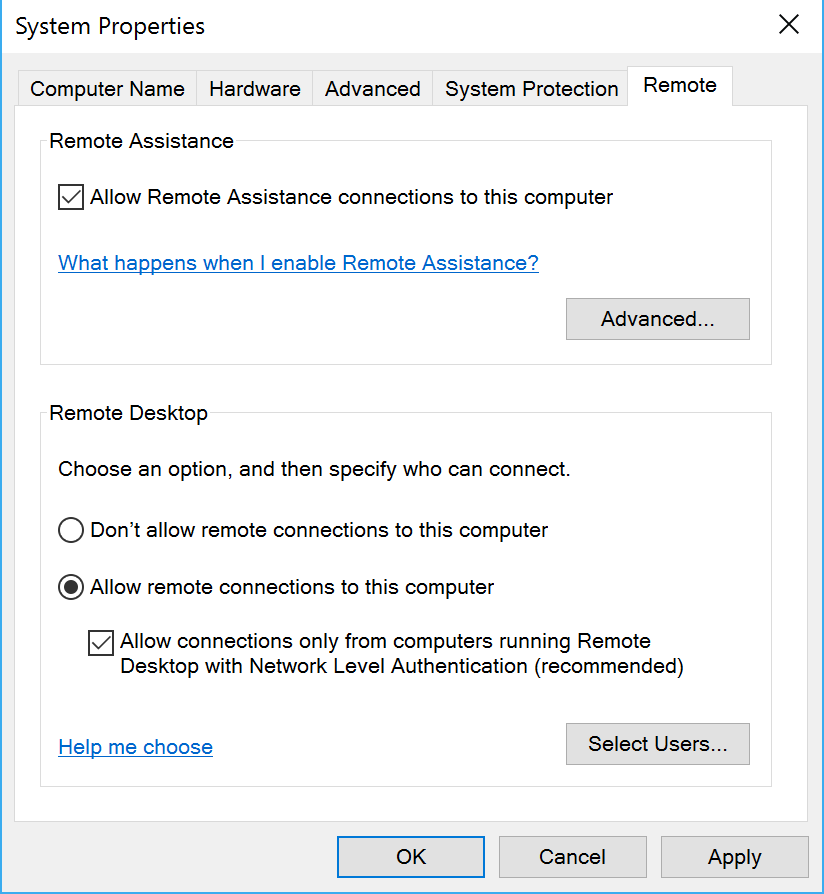 System Properties
Computer Name
Hardware
Advanced
System Protection
Remote
Remote Assistance
Allow Remote Assistance connections to this computer
What happens when I enable Remote Assistance?
Advanced...
Remote Desktop
Choose an option, and then specify who can connect.
Don’t allow remote connections to this computer
Allow remote connections to this computer
Allow connections only from computers running Remote
Desktop with Network Level Authentication (recommended)
Help me choose
Select Users...
OK
Cancel
Apply